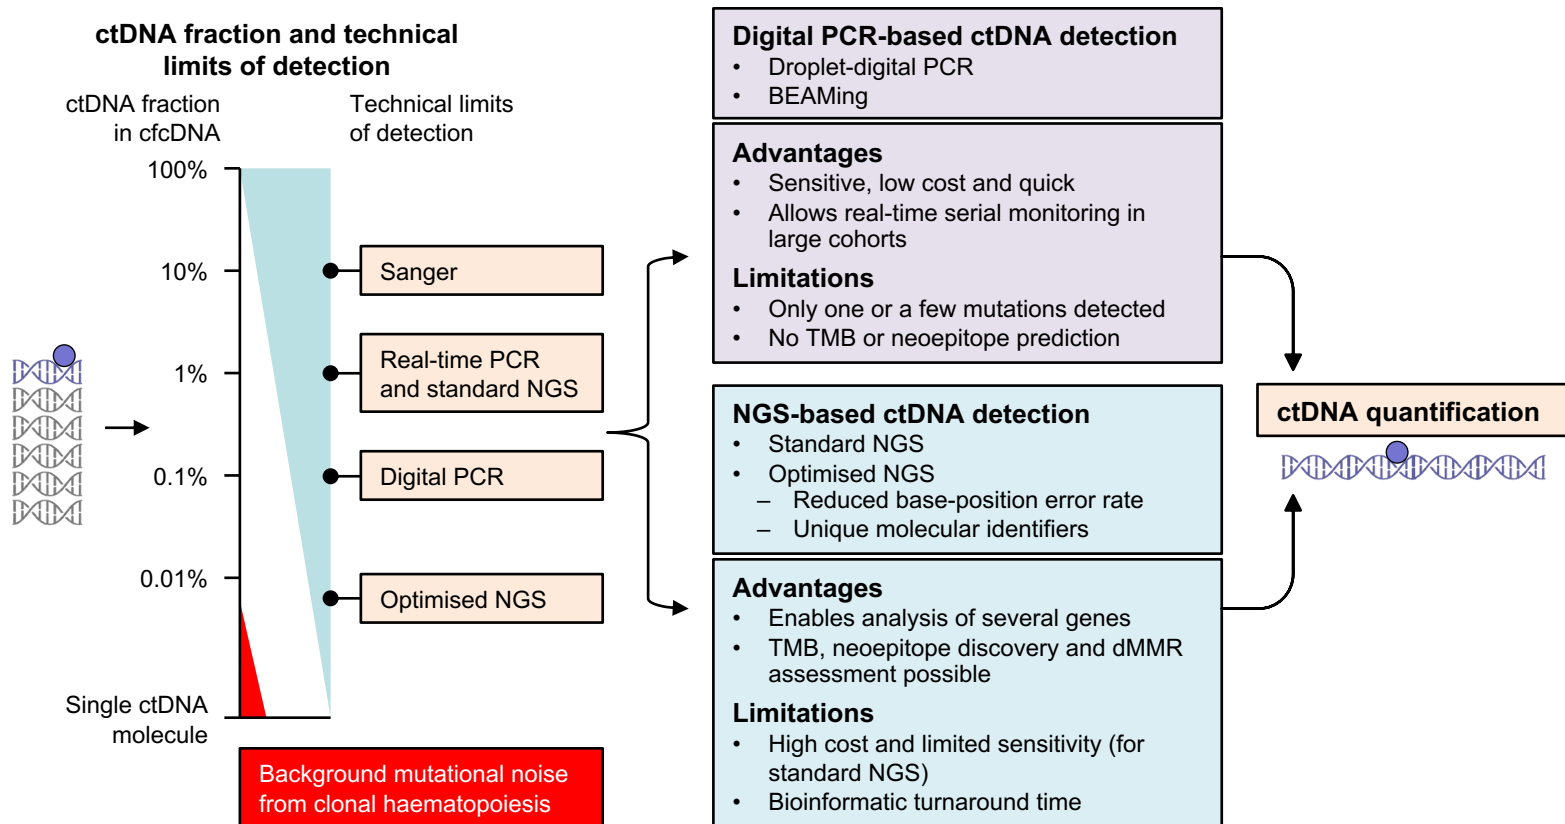 ctDNA fraction and technical
limits of detection
ctDNA fraction
in cfcDNA
Technical limits
of detection
100%
10%
1%
0.1%
0.01%
Single ctDNA
molecule
Sanger
Real-time PCR
and standard NGS
Digital PCR
Optimised NGS
Background mutational noise
from clonal haematopoiesis
Digital PCR-based ctDNA detection
• Droplet-digital PCR
• BEAMing
Advantages
• Sensitive, low cost and quick
• Allows real-time serial monitoring in
large cohorts
Limitations
• Only one or a few mutations detected
• No TMB or neoepitope prediction
NGS-based ctDNA detection
• Standard NGS
• Optimised NGS
– Reduced base-position error rate
– Unique molecular identifiers
Advantages
• Enables analysis of several genes
• TMB, neoepitope discovery and dMMR
assessment possible
Limitations
• High cost and limited sensitivity (for
standard NGS)
• Bioinformatic turnaround time
ctDNA quantification